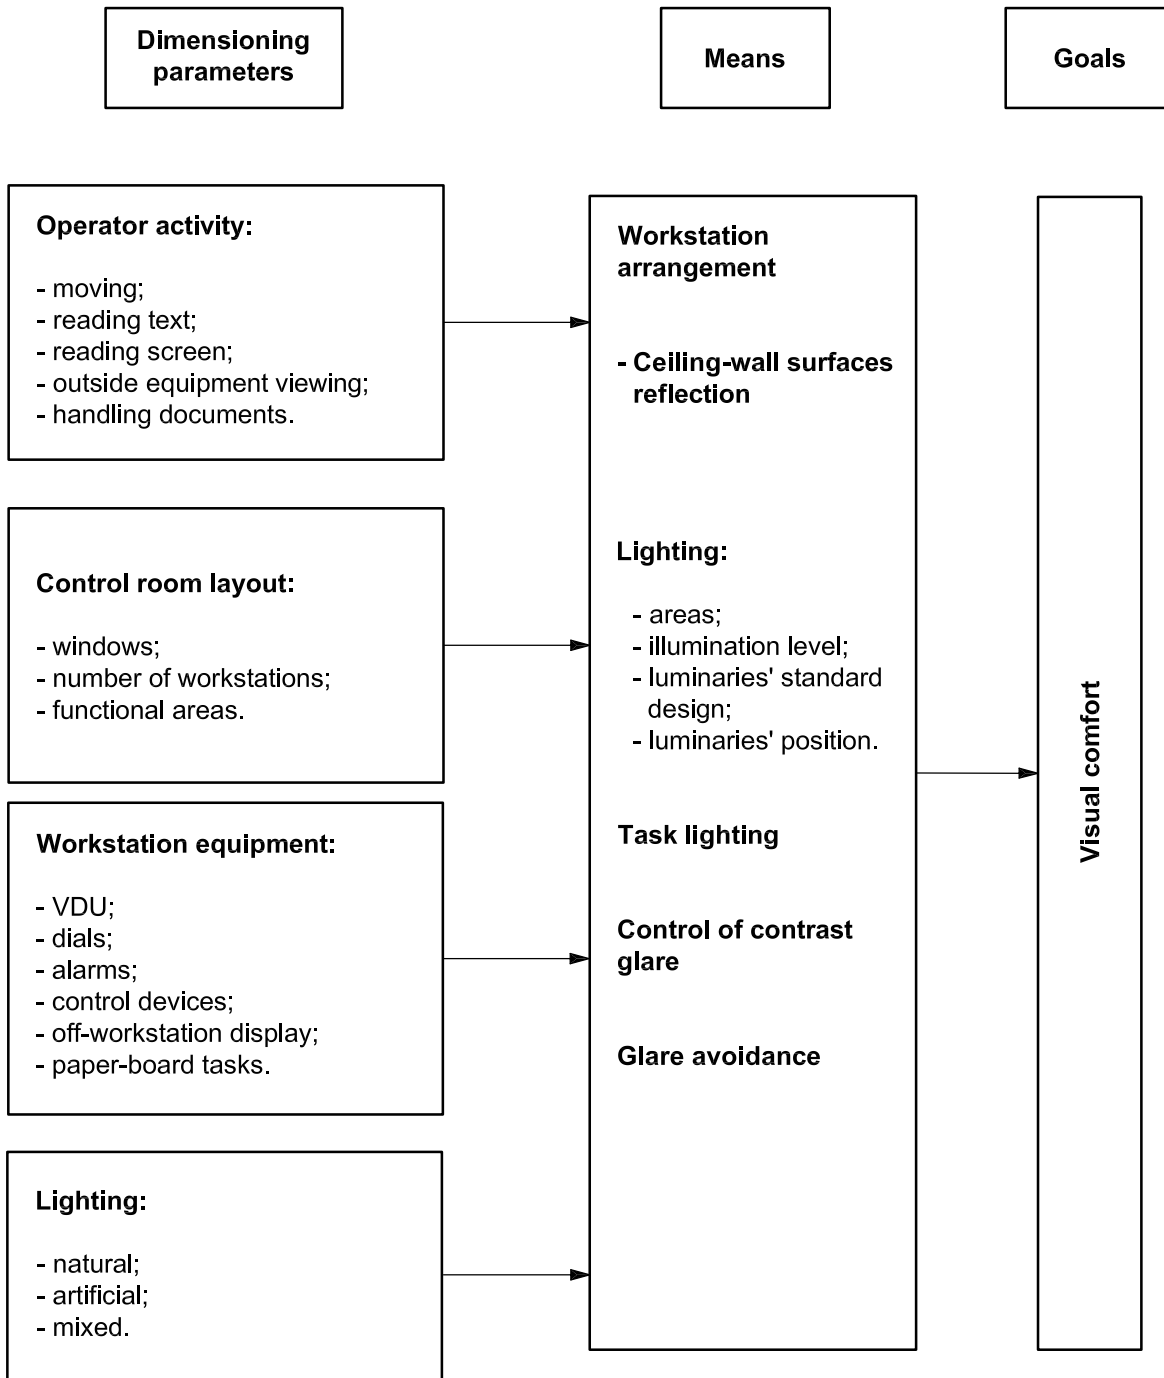 Dimensioning
parameters
Means
Goals
Operator activity:
- moving;
- reading text;
- reading screen;
- outside equipment viewing;
- handling documents.
Control room layout:
- windows;
- number of workstations;
- functional areas.
Workstation equipment:
- VDU;
- dials;
- alarms;
- control devices;
- off-workstation display;
- paper-board tasks.
Lighting:
- natural;
- artificial;
- mixed.
Workstation
arrangement
- Ceiling-wall surfaces
reflection
Lighting:
- areas;
- illumination level;
- luminaries' standard
design;
- luminaries' position.
Task lighting
Control of contrast
glare
Glare avoidance
Visual comfort